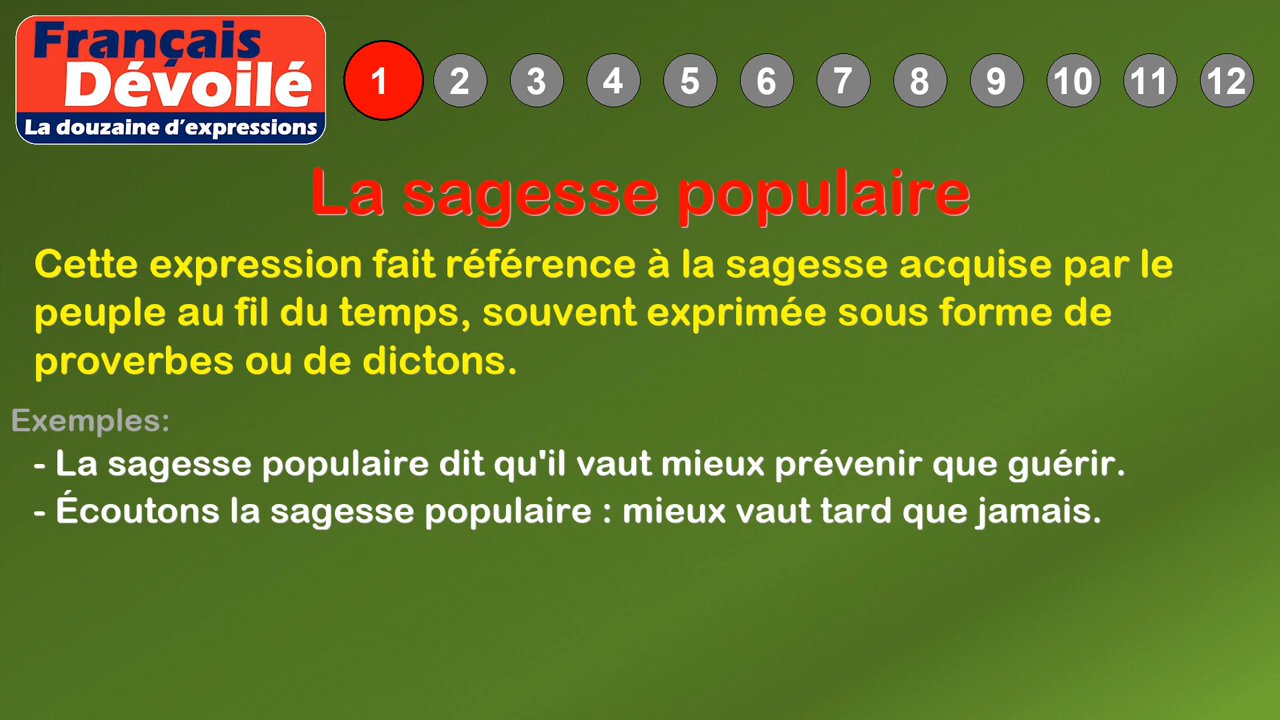 Français
Dévoilé
La douzaine d'expressions
1 2 3 4 5 6 7 8 9 10 11 12
La sagesse populaire
Cette expression fait référence à la sagesse acquise par le
peuple au fil du temps, souvent exprimée sous forme de
proverbes ou de dictons.
Exemples:
- La sagesse populaire dit qu'il vaut mieux prévenir que guérir.
- Écoutons la sagesse populaire : mieux vaut tard que jamais.